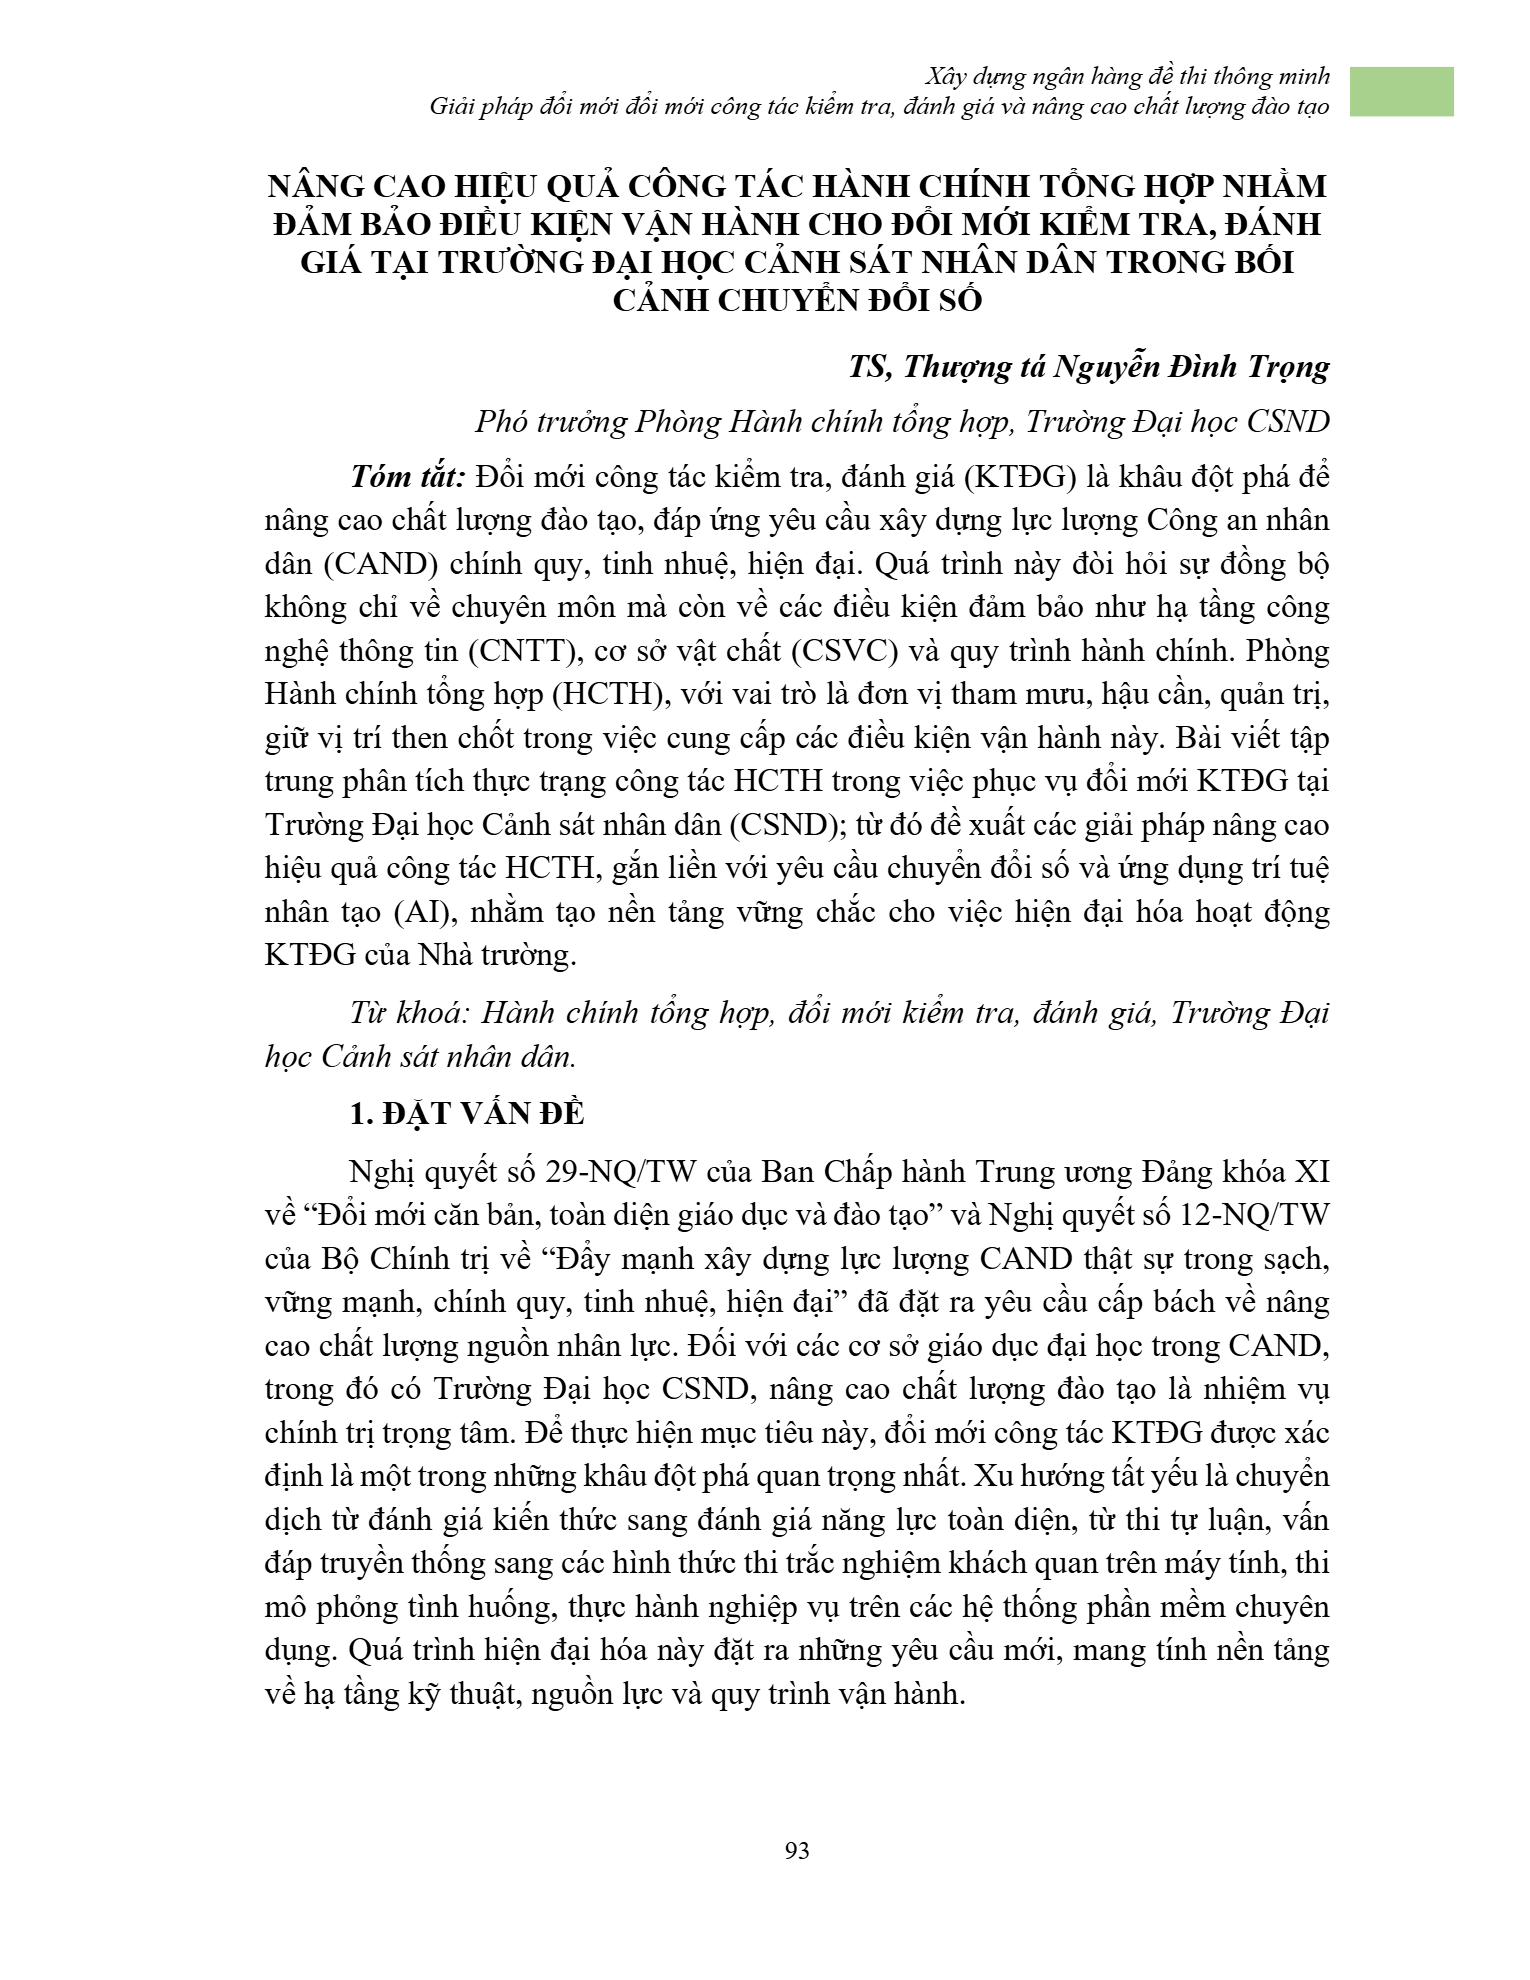 Xây dựng ngân hàng đề thi thông minh
Giải pháp đổi mới đổi mới công tác kiểm tra, đánh giá và nâng cao chất lượng đào tạo
NÂNG CAO HIỆU QUẢ CÔNG TÁC HÀNH CHÍNH TỔNG HỢP NHẰM
ĐẢM BẢO ĐIỀU KIỆN VẬN HÀNH CHO ĐỔI MỚI KIỂM TRA, ĐÁNH
GIÁ TẠI TRƯỜNG ĐẠI HỌC CẢNH SÁT NHÂN DÂN TRONG BỐI
CẢNH CHUYỂN ĐỔI SỐ
TS, Thượng tá Nguyễn Đình Trọng
Phó trưởng Phòng Hành chính tổng hợp, Trường Đại học CSND
Tóm tắt: Đổi mới công tác kiểm tra, đánh giá (KTĐG) là khâu đột phá để
nâng cao chất lượng đào tạo, đáp ứng yêu cầu xây dựng lực lượng Công an nhân
dân (CAND) chính quy, tinh nhuệ, hiện đại. Quá trình này đòi hỏi sự đồng bộ
không chỉ về chuyên môn mà còn về các điều kiện đảm bảo như hạ tầng công
nghệ thông tin (CNTT), cơ sở vật chất (CSVC) và quy trình hành chính. Phòng
Hành chính tổng hợp (HCTH), với vai trò là đơn vị tham mưu, hậu cần, quản trị,
giữ vị trí then chốt trong việc cung cấp các điều kiện vận hành này. Bài viết tập
trung phân tích thực trạng công tác HCTH trong việc phục vụ đổi mới KTĐG tại
Trường Đại học Cảnh sát nhân dân (CSND); từ đó đề xuất các giải pháp nâng cao
hiệu quả công tác HCTH, gắn liền với yêu cầu chuyển đổi số và ứng dụng trí tuệ
nhân tạo (AI), nhằm tạo nền tảng vững chắc cho việc hiện đại hóa hoạt động
KTĐG của Nhà trường.
Từ khoá: Hành chính tổng hợp, đổi mới kiểm tra, đánh giá, Trường Đại
học Cảnh sát nhân dân.
1. ĐẶT VẤN ĐỀ
Nghị quyết số 29-NQ/TW của Ban Chấp hành Trung ương Đảng khóa XI
về “Đổi mới căn bản, toàn diện giáo dục và đào tạo” và Nghị quyết số 12-NQ/TW
của Bộ Chính trị về “Đẩy mạnh xây dựng lực lượng CAND thật sự trong sạch,
vững mạnh, chính quy, tinh nhuệ, hiện đại” đã đặt ra yêu cầu cấp bách về nâng
cao chất lượng nguồn nhân lực. Đối với các cơ sở giáo dục đại học trong CAND,
trong đó có Trường Đại học CSND, nâng cao chất lượng đào tạo là nhiệm vụ
chính trị trọng tâm. Để thực hiện mục tiêu này, đổi mới công tác KTĐG được xác
định là một trong những khâu đột phá quan trọng nhất. Xu hướng tất yếu là chuyển
dịch từ đánh giá kiến thức sang đánh giá năng lực toàn diện, từ thi tự luận, vấn
đáp truyền thống sang các hình thức thi trắc nghiệm khách quan trên máy tính, thi
mô phỏng tình huống, thực hành nghiệp vụ trên các hệ thống phần mềm chuyên
dụng. Quá trình hiện đại hóa này đặt ra những yêu cầu mới, mang tính nền tảng
về hạ tầng kỹ thuật, nguồn lực và quy trình vận hành.
93